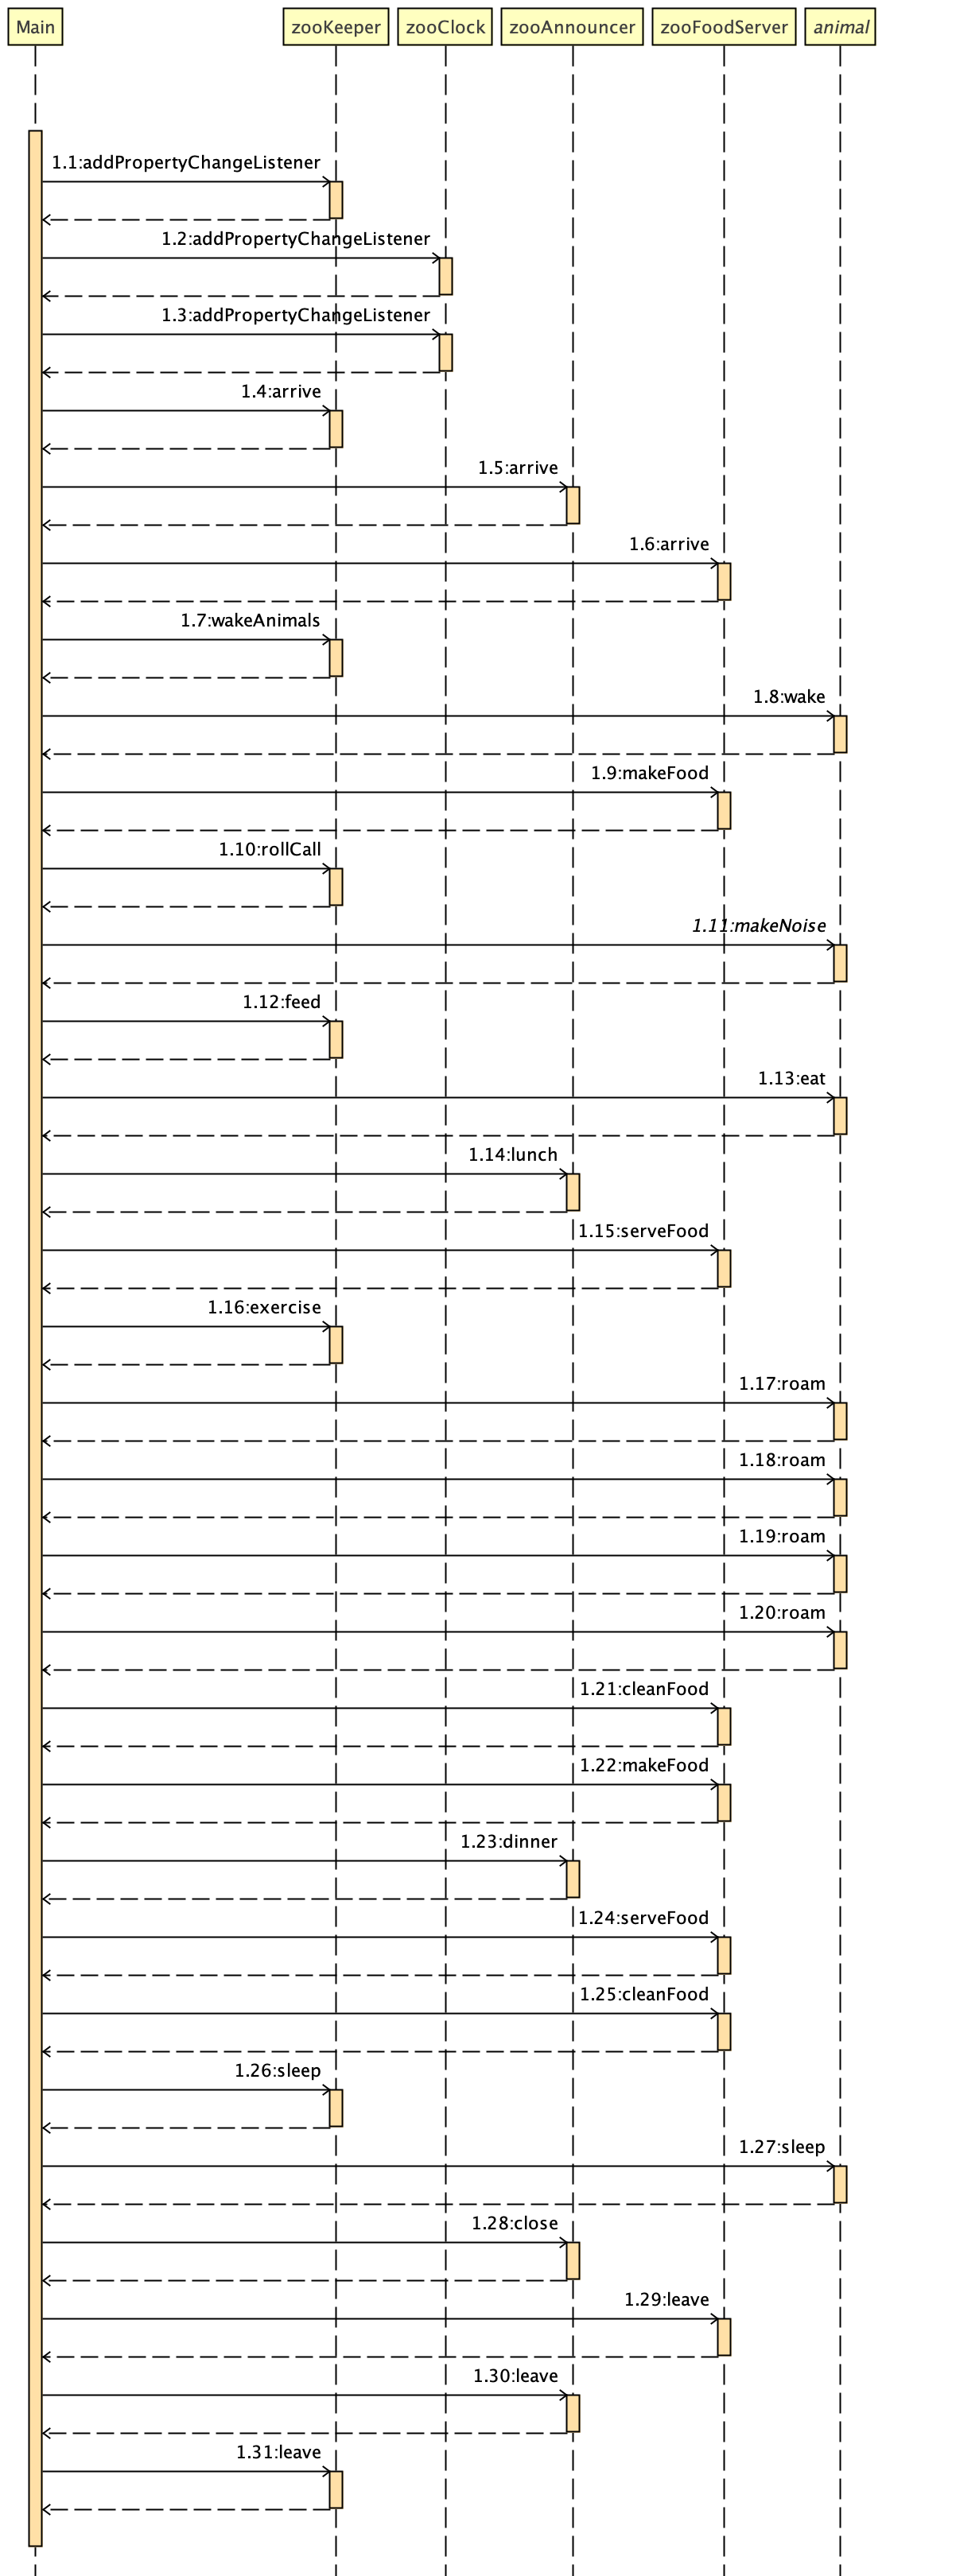 Main zooKeeper zooClock zooAnnouncer zooFoodServer animal
1.1:addPropertyChangeListener
1.2:addPropertyChangeListener
1.3:addPropertyChangeListener
1.4:arrive
1.5:arrive
1.6:arrive
1.7:wakeAnimals
1.8:wake
1.9:makeFood
1.10:rollCall
1.11:makeNoise
1.12:feed
1.13:eat
1.14:lunch
1.15:serveFood
1.16:exercise
1.17:roam
1.18:roam
1.19:roam
1.20:roam
1.21:cleanFood
1.22:makeFood
1.23:dinner
1.24:serveFood
1.25:cleanFood
1.26:sleep
1.27:sleep
1.28:close
1.29:leave
1.30:leave
1.31:leave